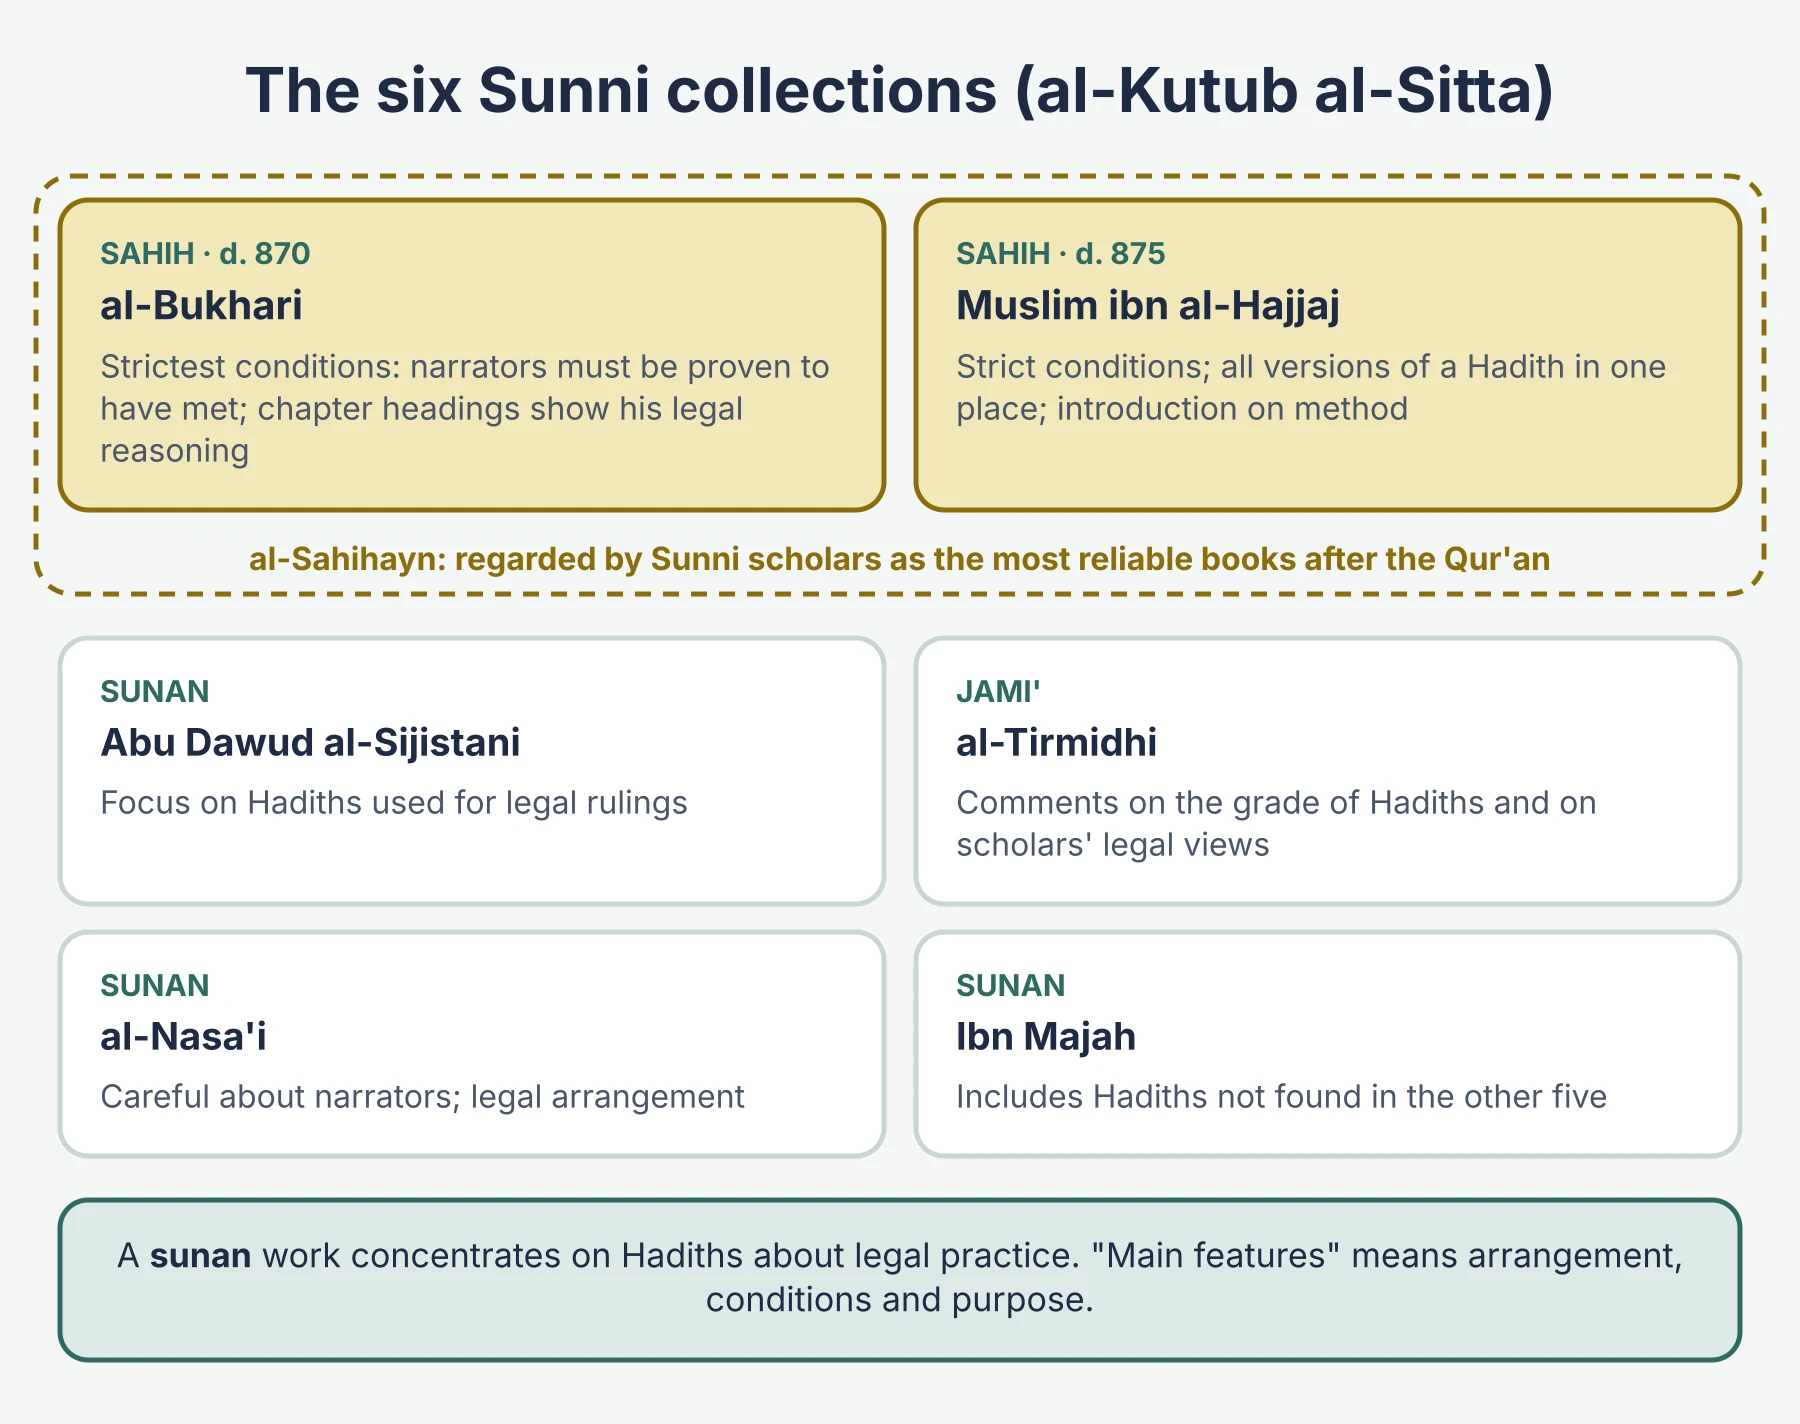 The six Sunni collections (al-Kutub al-Sitta)
SAHIH · d. 870
al-Bukhari
Strictest conditions: narrators must be proven to
have met; chapter headings show his legal
reasoning
SAHIH · d. 875
Muslim ibn al-Hajjaj
Strict conditions; all versions of a Hadith in one
place; introduction on method
al-Sahihayn: regarded by Sunni scholars as the most reliable books after the Qur'an
SUNAN
Abu Dawud al-Sijistani
Focus on Hadiths used for legal rulings
JAMI'
al-Tirmidhi
Comments on the grade of Hadiths and on
scholars' legal views
SUNAN
al-Nasa'i
Careful about narrators; legal arrangement
SUNAN
Ibn Majah
Includes Hadiths not found in the other five
A sunan work concentrates on Hadiths about legal practice. "Main features" means arrangement,
conditions and purpose.